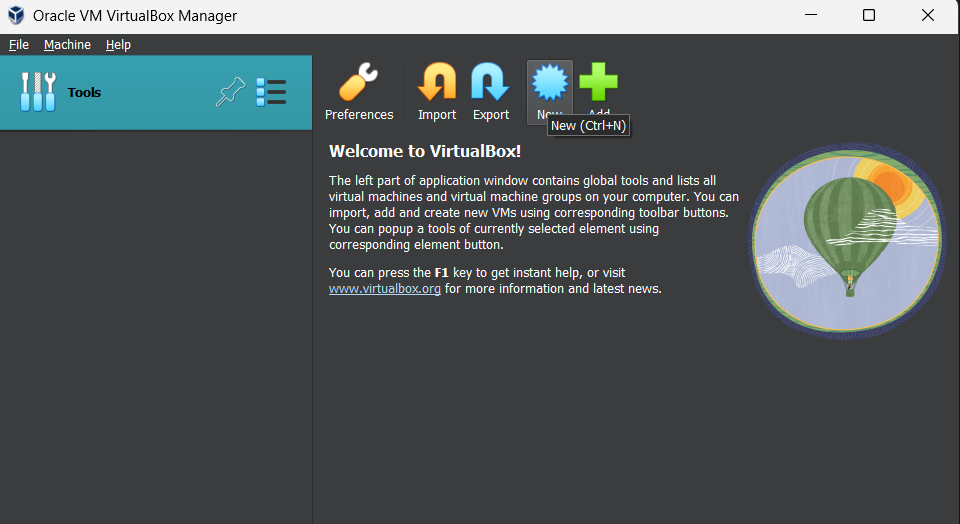 Oracle VM VirtualBox Manager
File Machine Help
Tools
Preferences Import Export New Add
New (Ctrl+N)
Welcome to VirtualBox!
The left part of application window contains global tools and lists all
virtual machines and virtual machine groups on your computer. You can
import, add and create new VMs using corresponding toolbar buttons.
You can popup a tools of currently selected element using
corresponding element button.
You can press the F1 key to get instant help, or visit
www.virtualbox.org for more information and latest news.